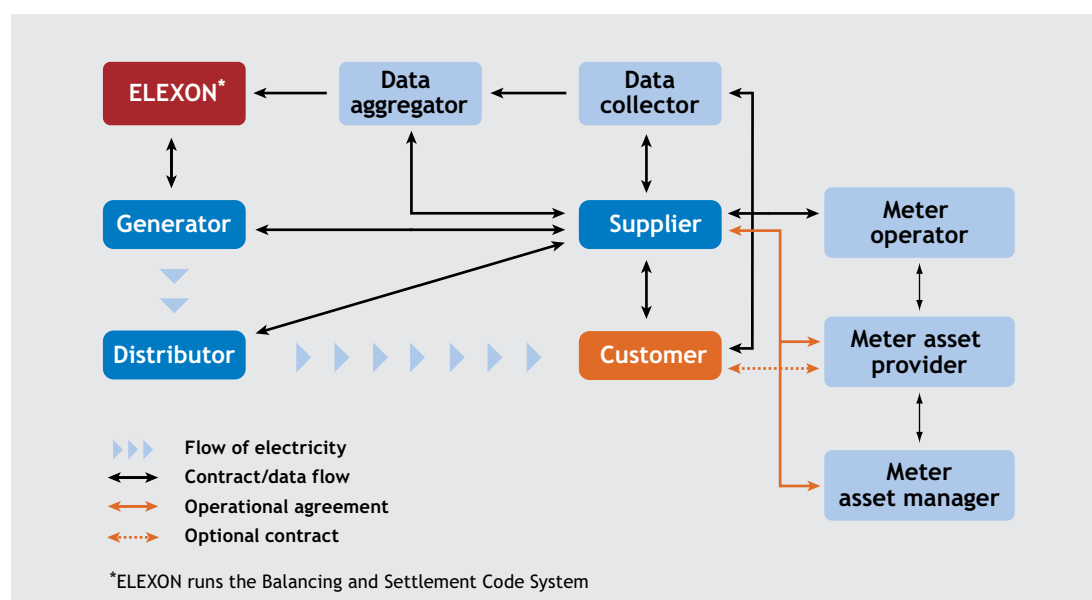 ELEXON*
Data
aggregator
Data
collector
Generator
Supplier
Meter
operator
Distributor
Customer
Meter asset
provider
Meter
asset manager
Flow of electricity
Contract/data flow
Operational agreement
Optional contract
*ELEXON runs the Balancing and Settlement Code System